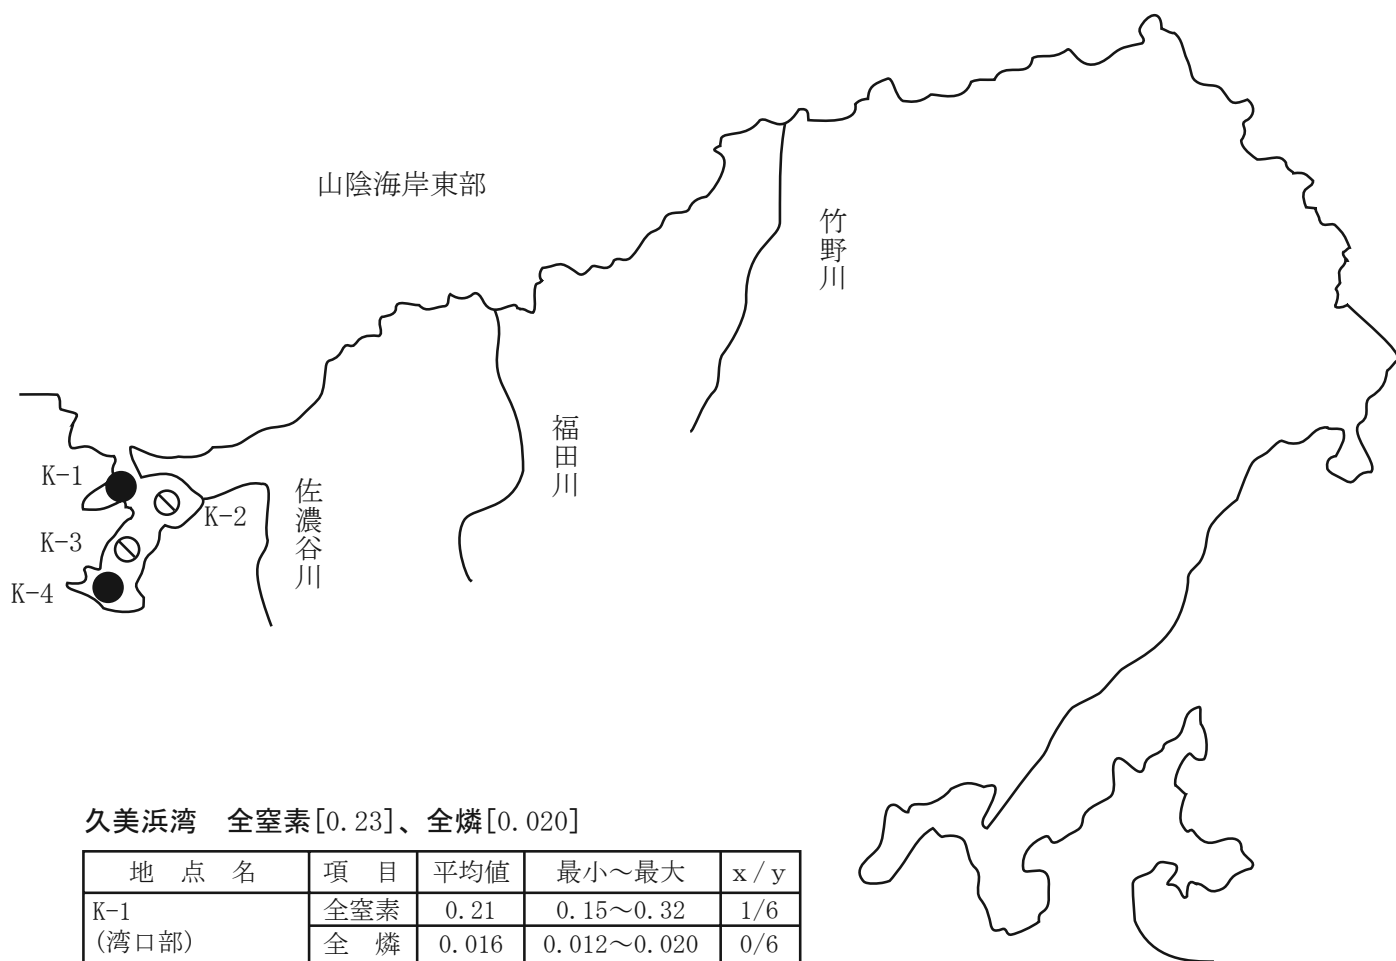 山陰海岸東部
竹野川
福田川
佐濃谷川
K-1
K-2
K-3
K-4
久美浜湾　全窒素[0.23]、全燐[0.020]
地　点　名　項　目　平均値　最小～最大　x/y
K-1　全窒素　0.21　0.15～0.32　1/6
(湾口部)　全　燐　0.016　0.012～0.020　0/6